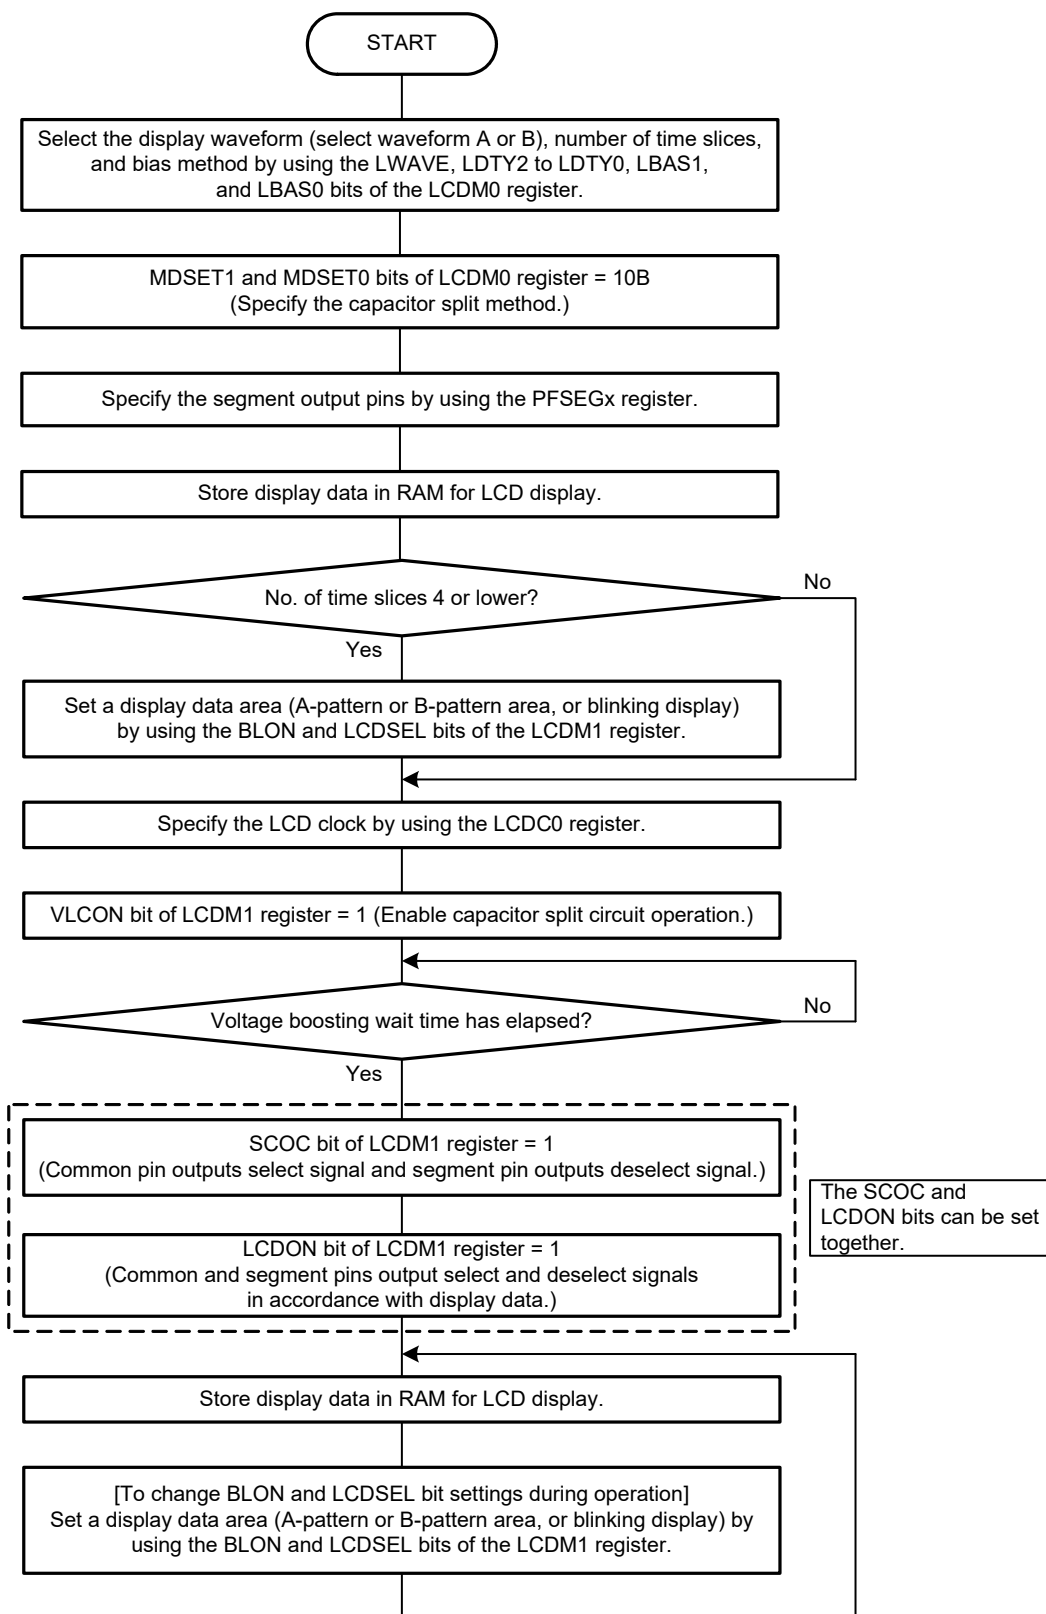 START
Select the display waveform (select waveform A or B), number of time slices,
and bias method by using the LWAVE, LDTY2 to LDTY0, LBAS1,
and LBAS0 bits of the LCDM0 register.
MDSET1 and MDSET0 bits of LCDM0 register = 10B
(Specify the capacitor split method.)
Specify the segment output pins by using the PFSEGx register.
Store display data in RAM for LCD display.
No. of time slices 4 or lower?
No
Yes
Set a display data area (A-pattern or B-pattern area, or blinking display)
by using the BLON and LCDSEL bits of the LCDM1 register.
Specify the LCD clock by using the LCDC0 register.
VLCON bit of LCDM1 register = 1 (Enable capacitor split circuit operation.)
Voltage boosting wait time has elapsed?
No
Yes
SCOC bit of LCDM1 register = 1
(Common pin outputs select signal and segment pin outputs deselect signal.)
The SCOC and
LCDON bits can be set
together.
LCDON bit of LCDM1 register = 1
(Common and segment pins output select and deselect signals
in accordance with display data.)
Store display data in RAM for LCD display.
[To change BLON and LCDSEL bit settings during operation]
Set a display data area (A-pattern or B-pattern area, or blinking display) by
using the BLON and LCDSEL bits of the LCDM1 register.